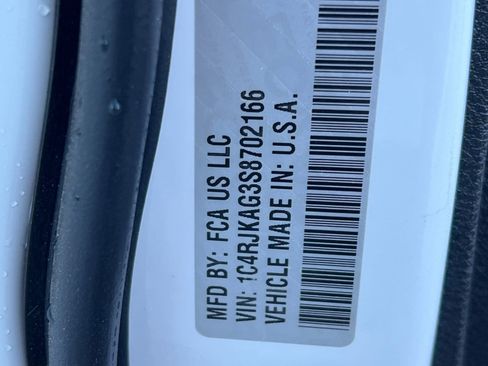 MFD BY: FCA US LLC
VIN: 1C4RJKAG3S8702166
VEHICLE MADE IN: U.S.A.